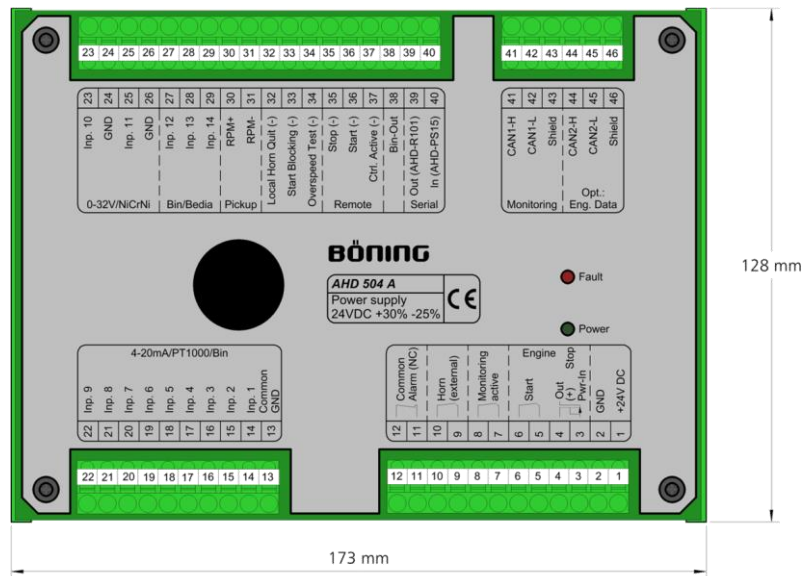 23 24 25 26 27 28 29 30 31 32 33 34 35 36 37 38 39 40
41 42 43 44 45 46
23 24 25 26 27 28 29 30 31 32 33 34 35 36 37 38 39 40
41 42 43 44 45 46
Inp. 10
GND
Inp. 11
GND
Inp. 12
Inp. 13
Inp. 14
RPM+
RPM-
Local Horn Quit (-)
Start Blocking (-)
Overspeed Test (-)
Stop (-)
Start (-)
Ctrl. Active (-)
Bin-Out
Out (AHD-R101)
In (AHD-PS15)
CAN1-H
CAN1-L
Shield
CAN2-H
CAN2-L
Shield
0-32V/NiCrNi
Bin/Bedia
Pickup
Remote
Serial
Monitoring
Opt.:
Eng. Data
BÖNING
AHD 504 A
Power supply
24VDC +30% -25%
CE
Fault
Power
128 mm
4-20mA/PT1000/Bin
Inp. 9
Inp. 8
Inp. 7
Inp. 6
Inp. 5
Inp. 4
Inp. 3
Inp. 2
Inp. 1
Common
GND
22 21 20 19 18 17 16 15 14 13
Common
Alarm (NC)
Horn
(external)
Monitoring
active
Engine
Start
Stop
Out
(+)
Pwr-In
GND
+24V DC
12 11 10 9 8 7 6 5 4 3 2 1
22 21 20 19 18 17 16 15 14 13
12 11 10 9 8 7 6 5 4 3 2 1
173 mm